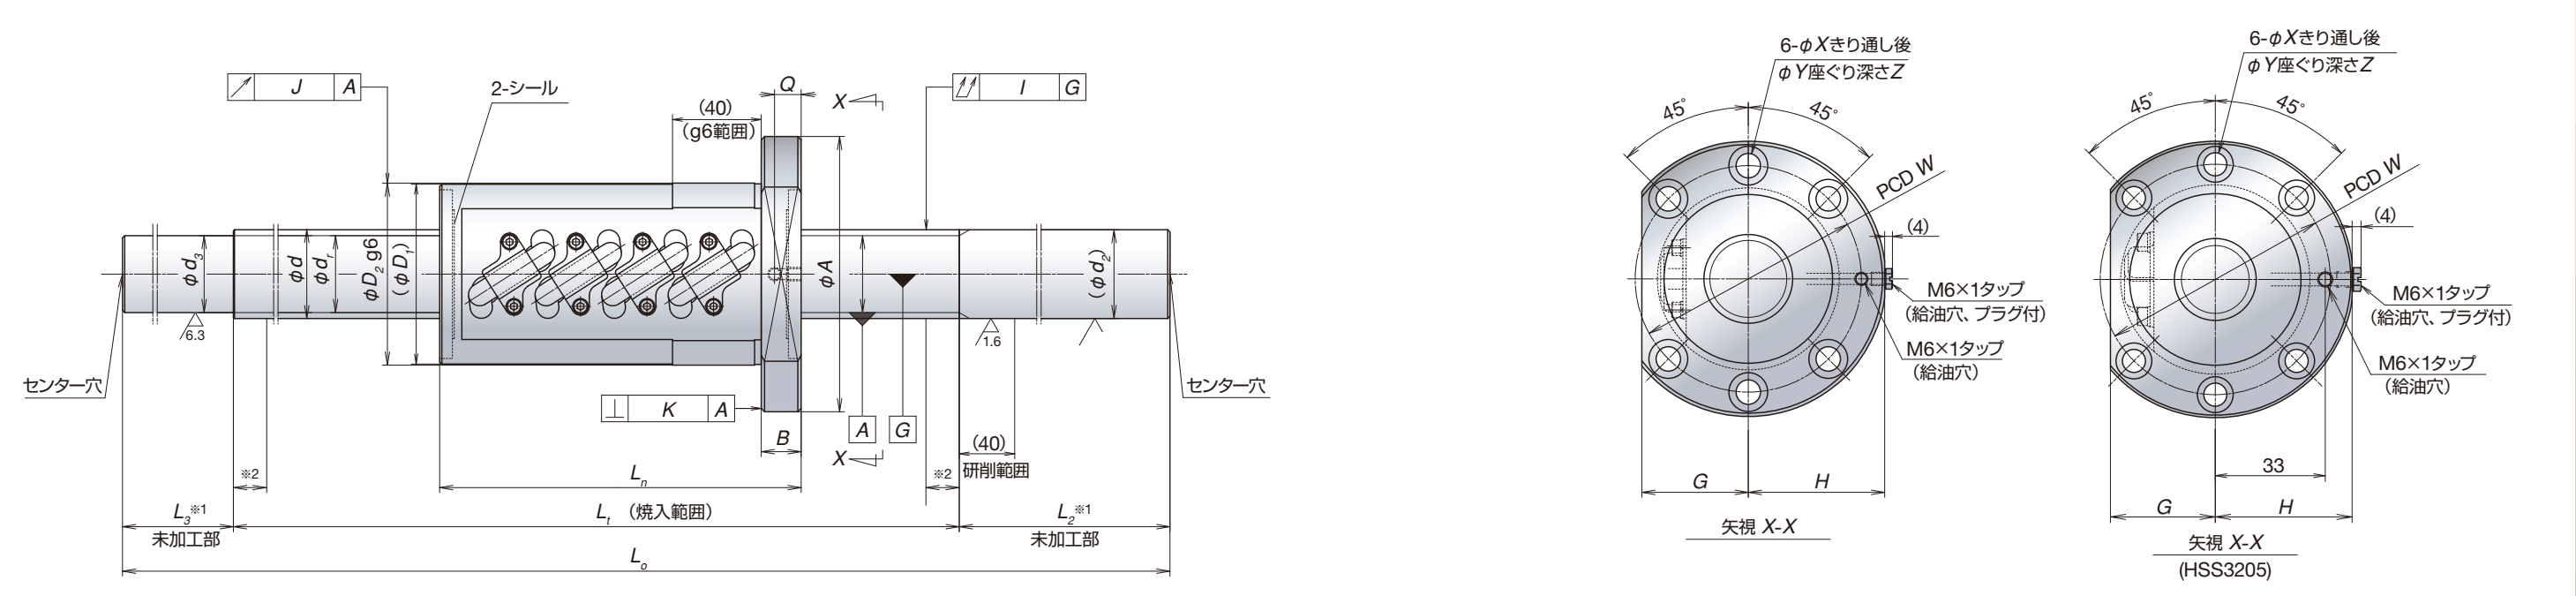 J A
2-シール
(40)
(g6範囲)
Q
X
I G
φd3
φd
φdr
φD2 g6
(φD1)
φA
(φd2)
6.3
1.6
センター穴
センター穴
⊥ K A
B
A
G
X
(40)
研削範囲
※2
※2
Ln
L3※1
未加工部
Lt (焼入範囲)
L2※1
未加工部
Lo
6-φXきり通し後
φY座ぐり深さZ
45°
45°
PCD W
(4)
M6×1タップ
(給油穴、プラグ付)
M6×1タップ
(給油穴)
G
H
矢視 X-X
6-φXきり通し後
φY座ぐり深さZ
45°
45°
PCD W
(4)
M6×1タップ
(給油穴、プラグ付)
M6×1タップ
(給油穴)
33
G
H
矢視 X-X
(HSS3205)